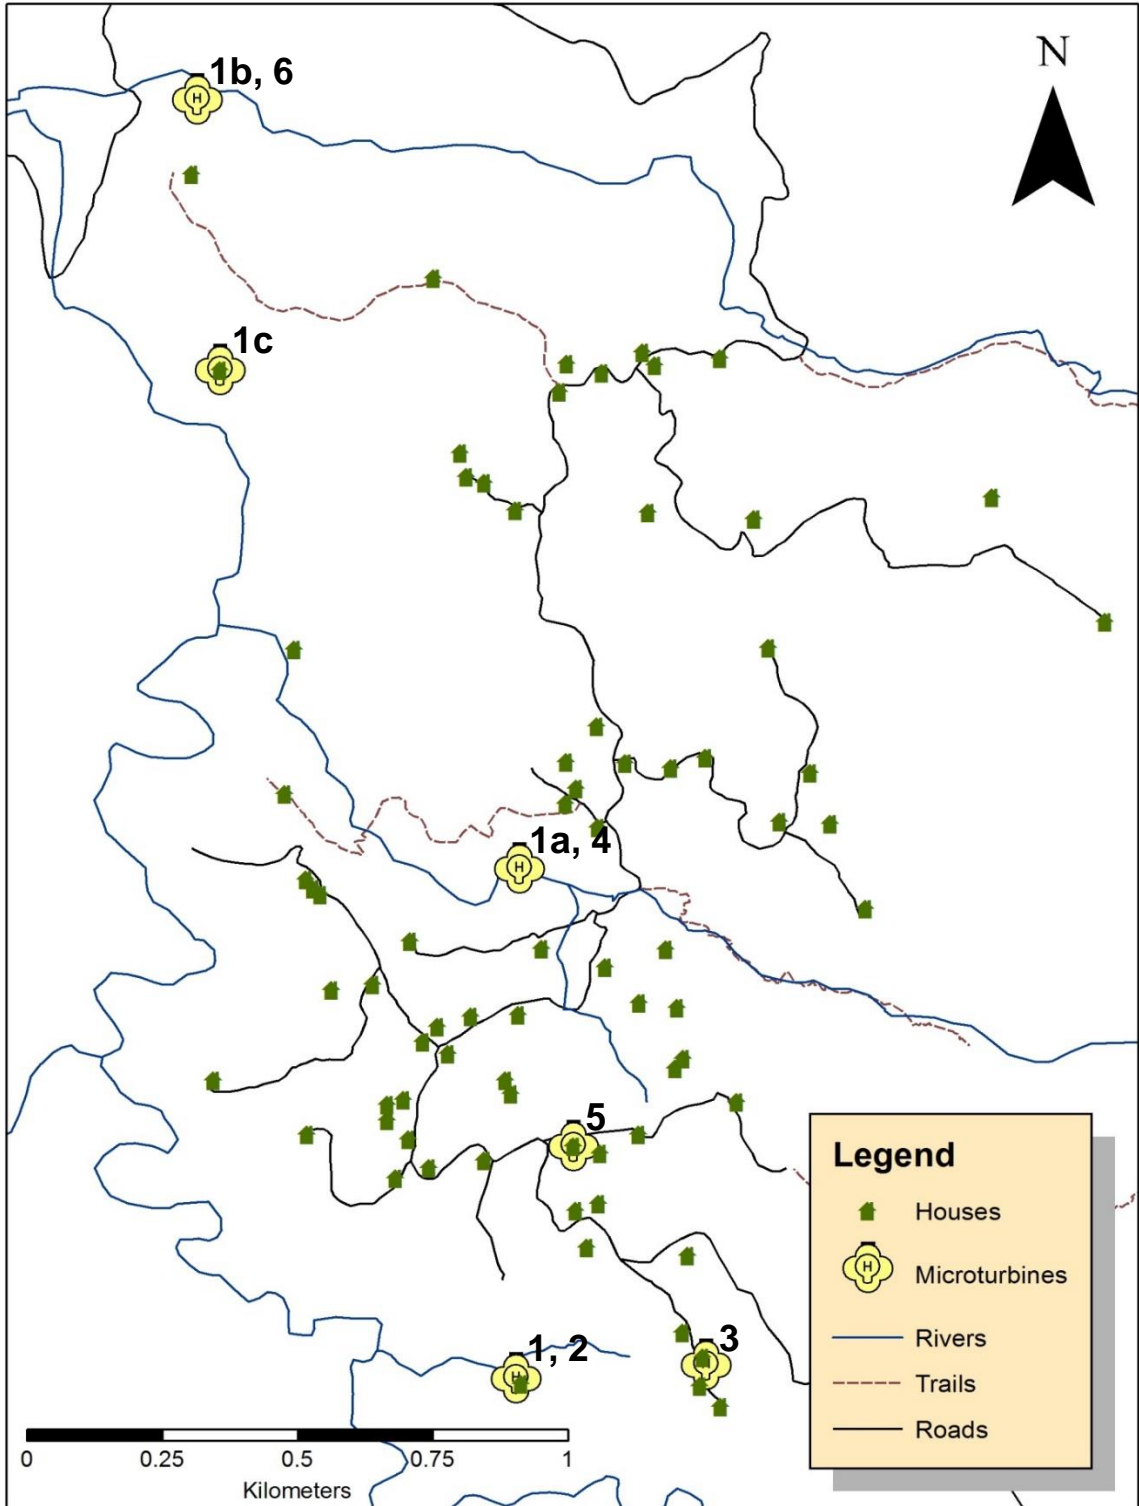 1b, 6
N
H
1c
1a, 4
H
5
Legend
Houses
H
Microturbines
3
1, 2
H
Rivers
Trails
Roads
0 0.25 0.5 0.75 1
Kilometers